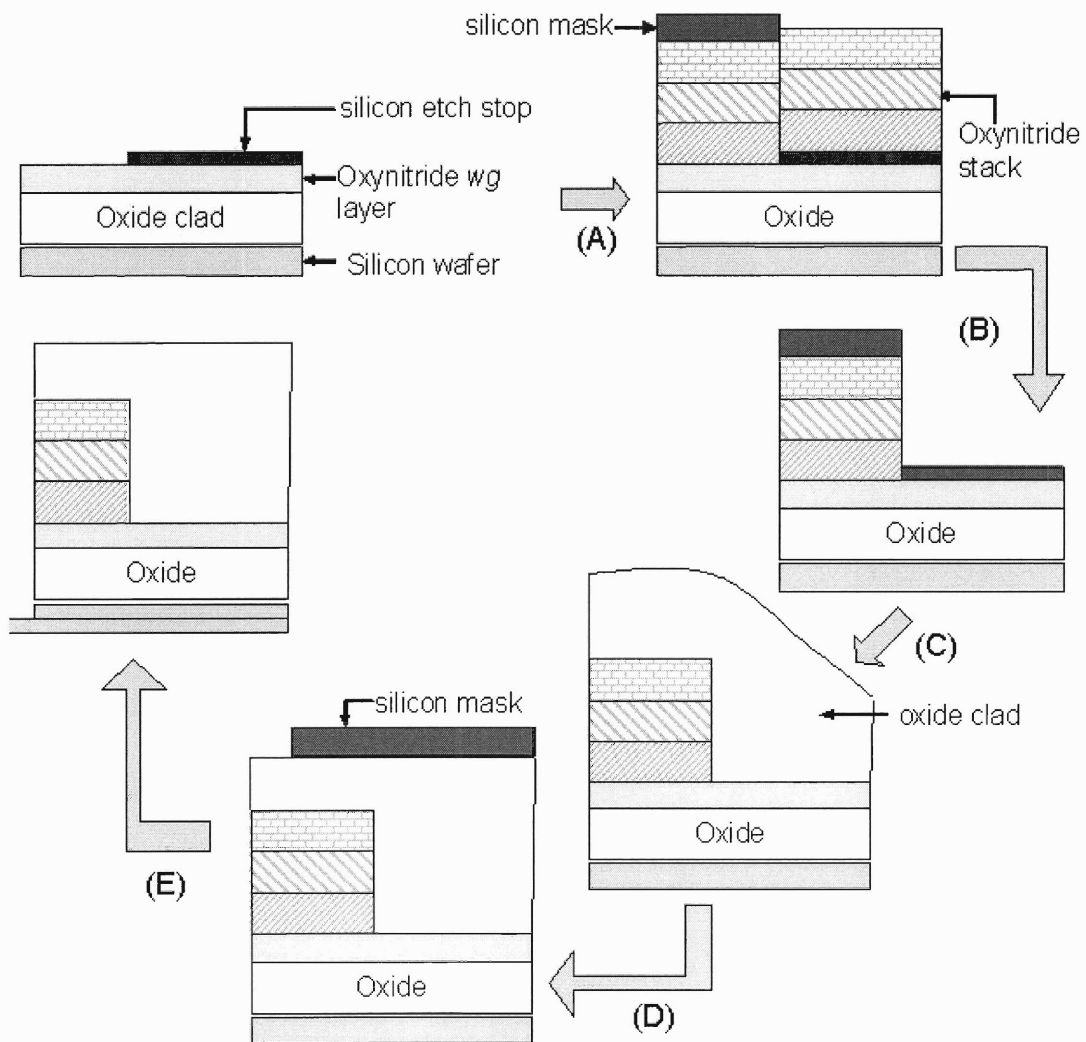 silicon etch stop
Oxynitride wg
layer
Oxide clad
Silicon wafer
(A)
silicon mask
Oxynitride
stack
Oxide
(B)
Oxide
(C)
oxide clad
Oxide
(D)
silicon mask
Oxide
(E)
Oxide